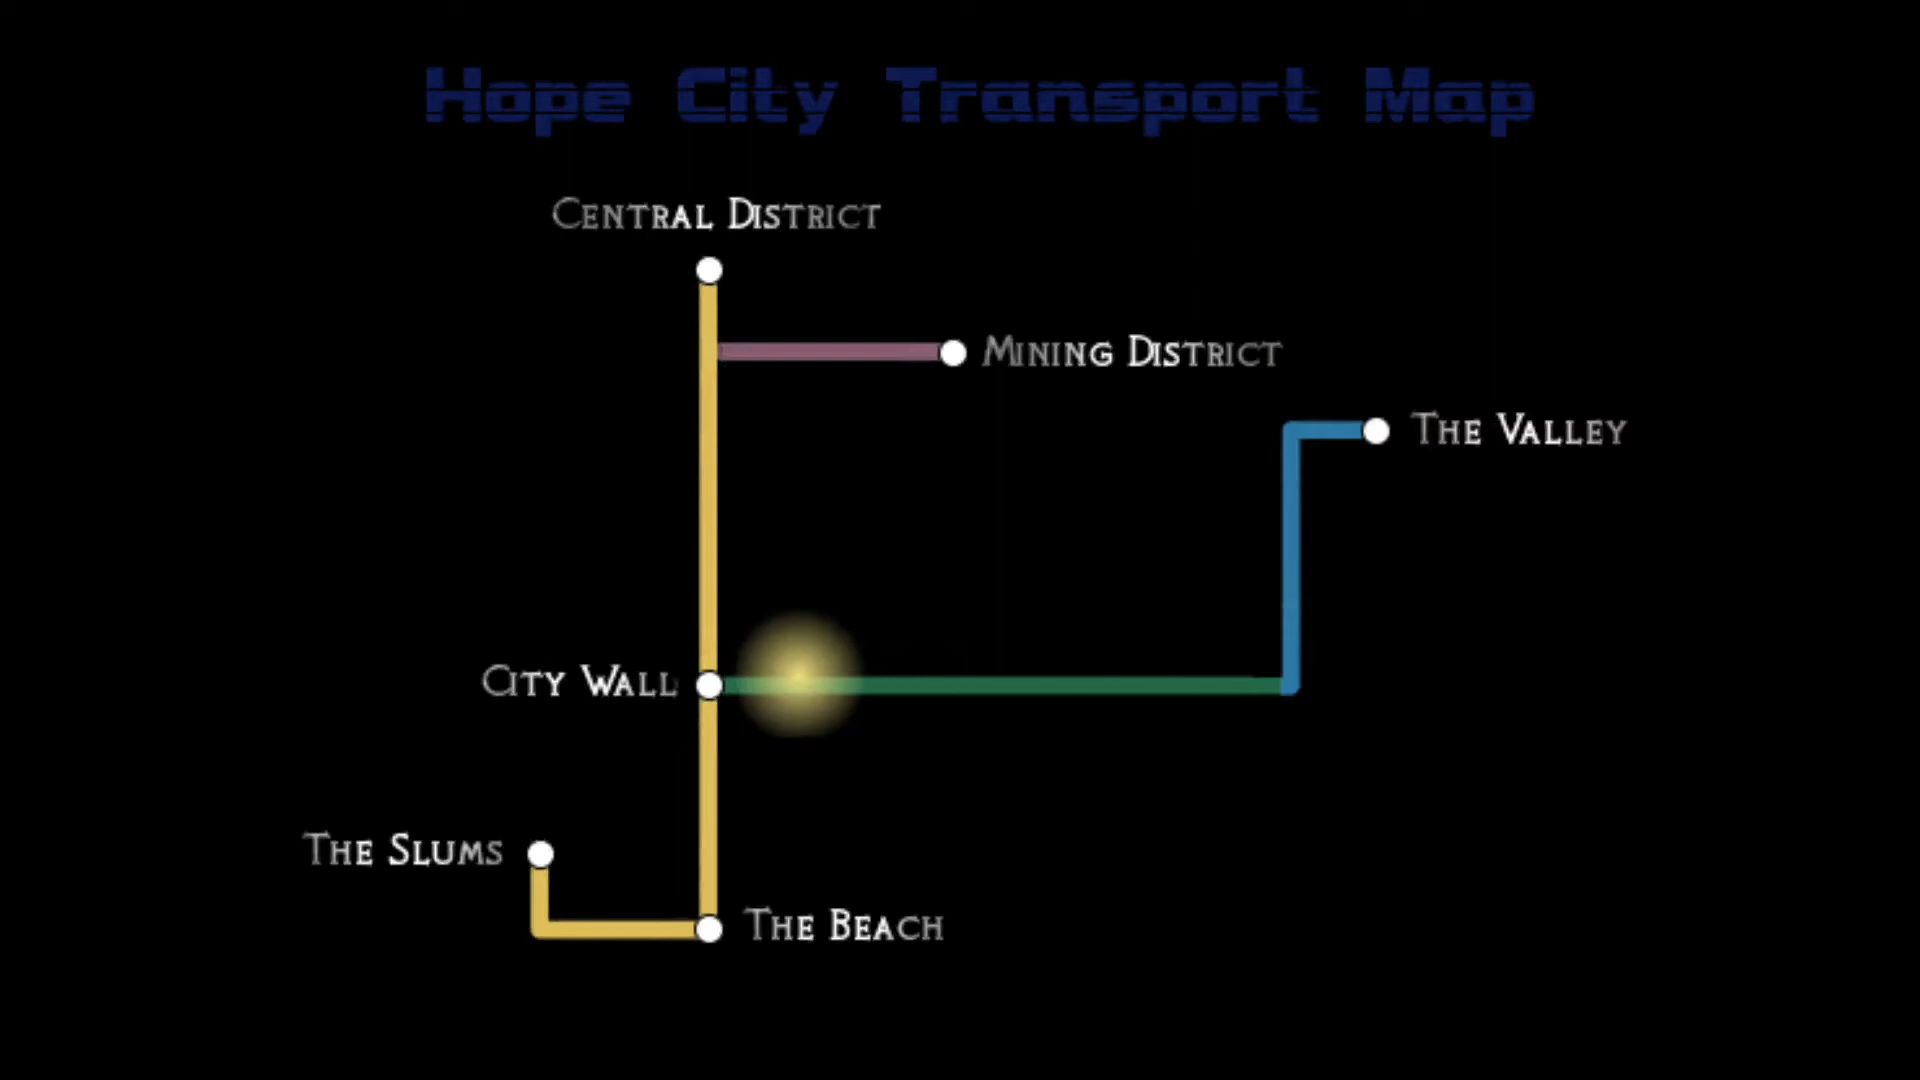 Hope City Transport Map
Central District
Mining District
The Valley
City Wall
The Slums
The Beach